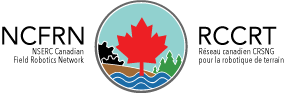 NCFRN
NSERC Canadian
Field Robotics Network
RCCRT
Réseau canadien CRSNG
pour la robotique de terrain